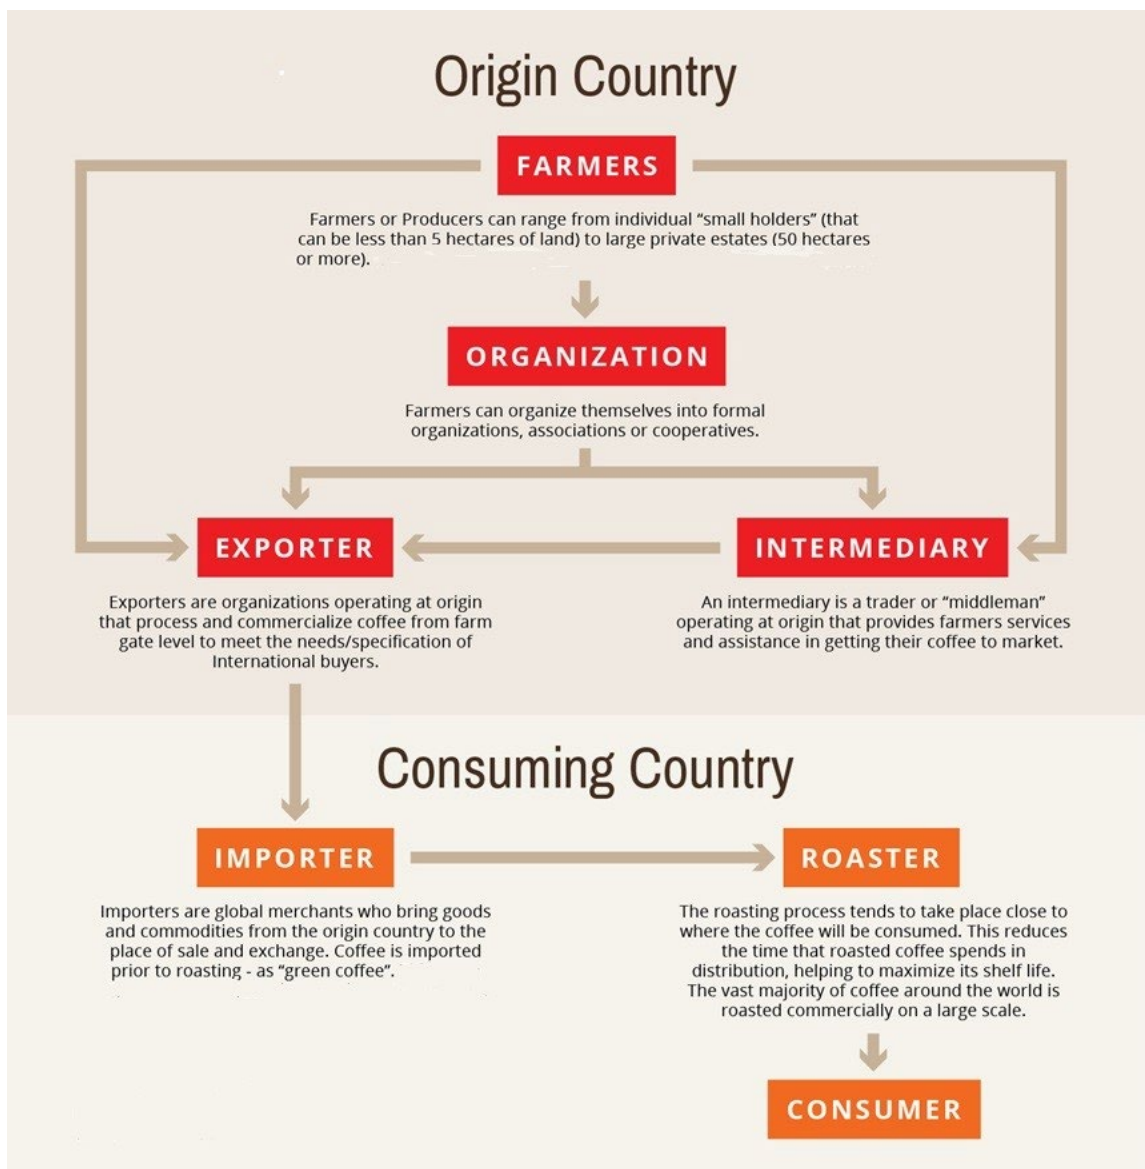 Origin Country
FARMERS
Farmers or Producers can range from individual “small holders” (that
can be less than 5 hectares of land) to large private estates (50 hectares
or more).
ORGANIZATION
Farmers can organize themselves into formal
organizations, associations or cooperatives.
EXPORTER
Exporters are organizations operating at origin
that process and commercialize coffee from farm
gate level to meet the needs/specification of
International buyers.
INTERMEDIARY
An intermediary is a trader or “middleman”
operating at origin that provides farmers services
and assistance in getting their coffee to market.
Consuming Country
IMPORTER
Importers are global merchants who bring goods
and commodities from the origin country to the
place of sale and exchange. Coffee is imported
prior to roasting - as “green coffee”.
ROASTER
The roasting process tends to take place close to
where the coffee will be consumed. This reduces
the time that roasted coffee spends in
distribution, helping to maximize its shelf life.
The vast majority of coffee around the world is
roasted commercially on a large scale.
CONSUMER